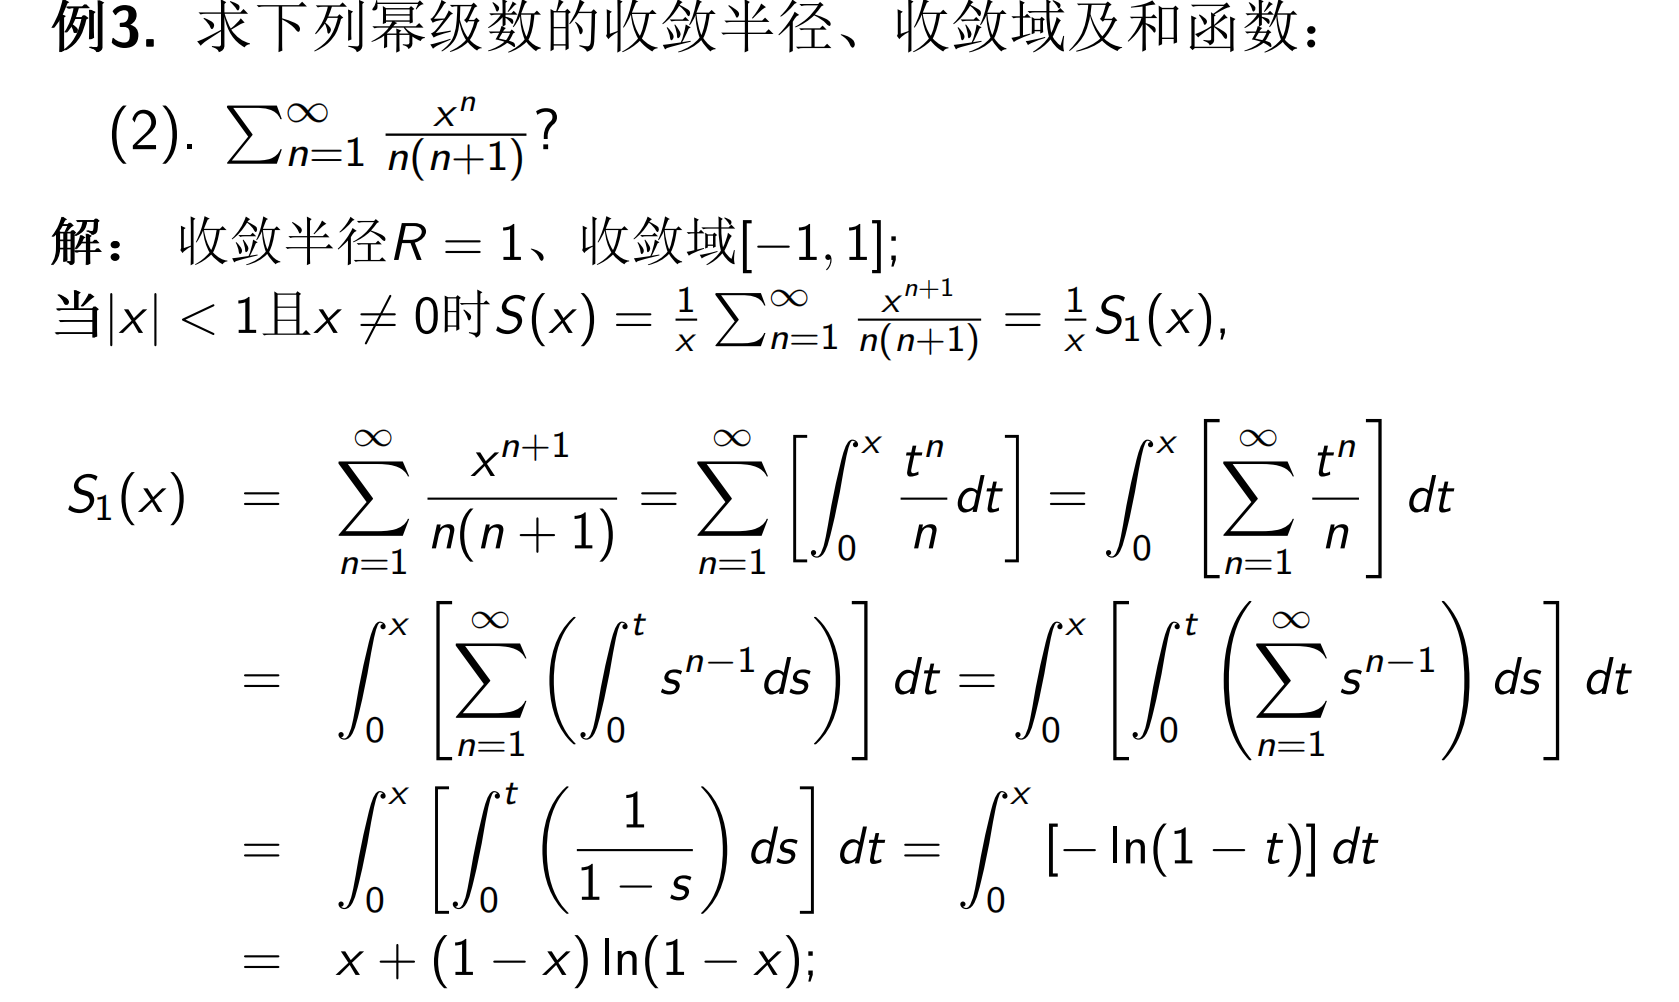 例3. 求下列幂级数的收敛半径、收敛域及和函数：
(2). $\sum_{n=1}^{\infty} \frac{x^n}{n(n+1)}$?
解： 收敛半径$R = 1$、收敛域$[-1, 1]$;
当$|x| < 1$且$x \neq 0$时$S(x) = \frac{1}{x} \sum_{n=1}^{\infty} \frac{x^{n+1}}{n(n+1)} = \frac{1}{x} S_1(x)$,
$S_1(x) = \sum_{n=1}^{\infty} \frac{x^{n+1}}{n(n+1)} = \sum_{n=1}^{\infty} \left[ \int_0^x \frac{t^n}{n} dt \right] = \int_0^x \left[ \sum_{n=1}^{\infty} \frac{t^n}{n} \right] dt$
$= \int_0^x \left[ \sum_{n=1}^{\infty} \left( \int_0^t s^{n-1} ds \right) \right] dt = \int_0^x \left[ \int_0^t \left( \sum_{n=1}^{\infty} s^{n-1} \right) ds \right] dt$
$= \int_0^x \left[ \int_0^t \left( \frac{1}{1-s} \right) ds \right] dt = \int_0^x [-\ln(1-t)] dt$
$= x + (1-x)\ln(1-x)$;